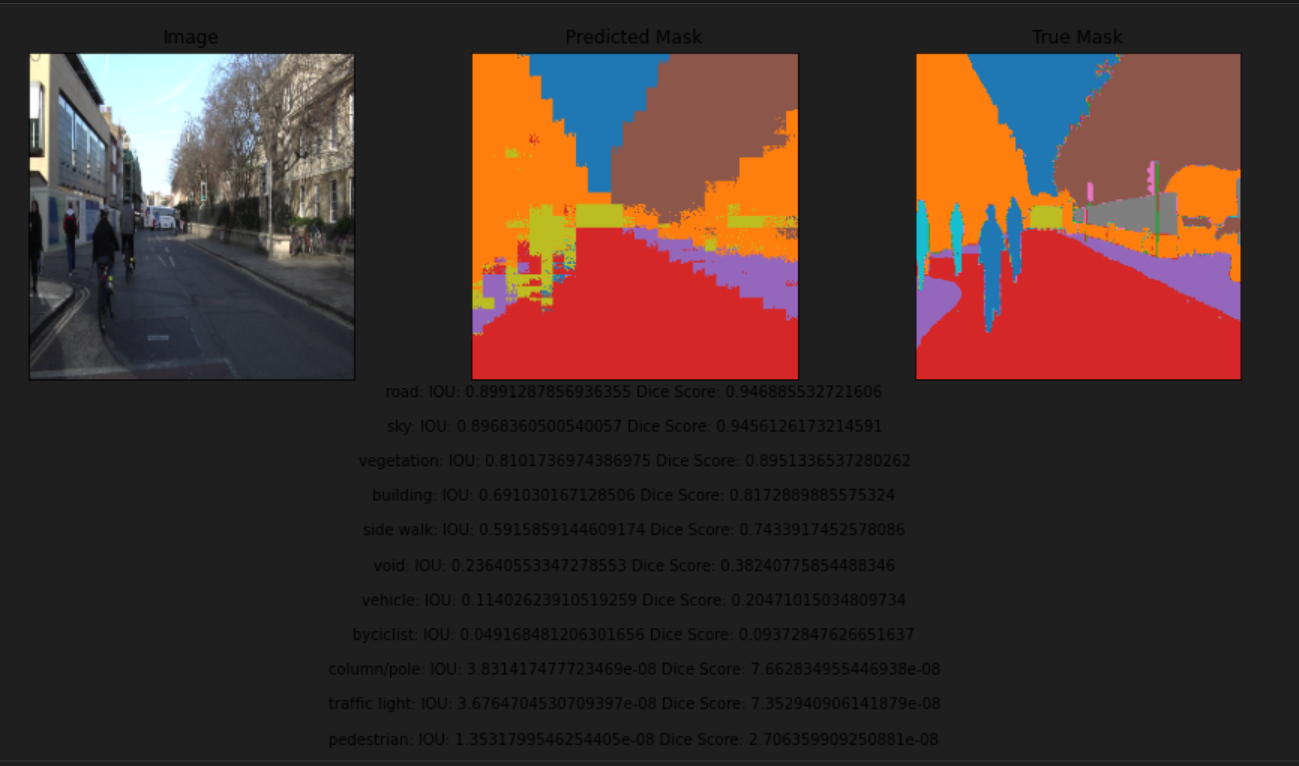 Image Predicted Mask True Mask
road: IOU: 0.8991287856936355 Dice Score: 0.946885532721606
sky: IOU: 0.8968360500540057 Dice Score: 0.9456126173214591
vegetation: IOU: 0.8101736974386975 Dice Score: 0.8951336537280262
building: IOU: 0.691030167128506 Dice Score: 0.8172889885575324
side walk: IOU: 0.5915859144609174 Dice Score: 0.7433917452578086
void: IOU: 0.23640553347278553 Dice Score: 0.38240775854488346
vehicle: IOU: 0.11402623910519259 Dice Score: 0.20471015034809734
byciclist: IOU: 0.049168481206301656 Dice Score: 0.09372847626651637
column/pole: IOU: 3.831417477723469e-08 Dice Score: 7.662834955446938e-08
traffic light: IOU: 3.6764704530709397e-08 Dice Score: 7.352940906141879e-08
pedestrian: IOU: 1.3531799546254405e-08 Dice Score: 2.706359909250881e-08